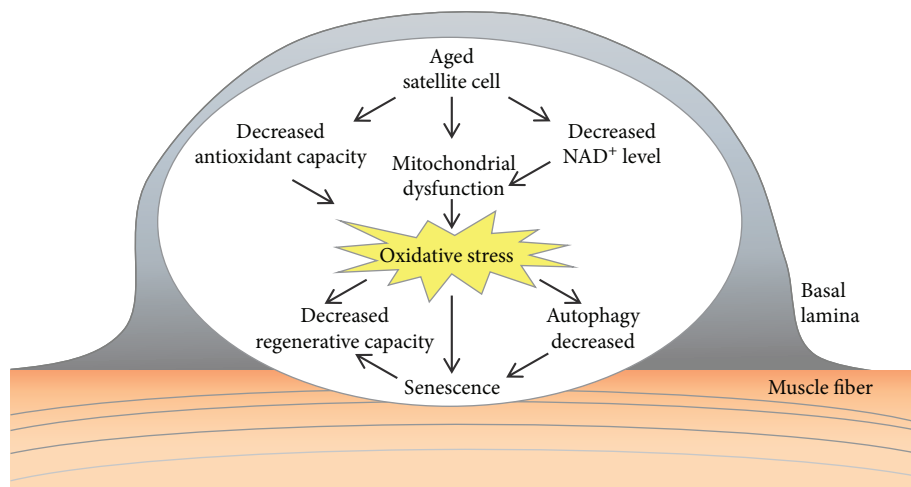 Aged
satellite cell
Decreased
antioxidant capacity
Mitochondrial
dysfunction
Decreased
NAD⁺ level
Oxidative stress
Decreased
regenerative capacity
Autophagy
decreased
Senescence
Basal
lamina
Muscle fiber